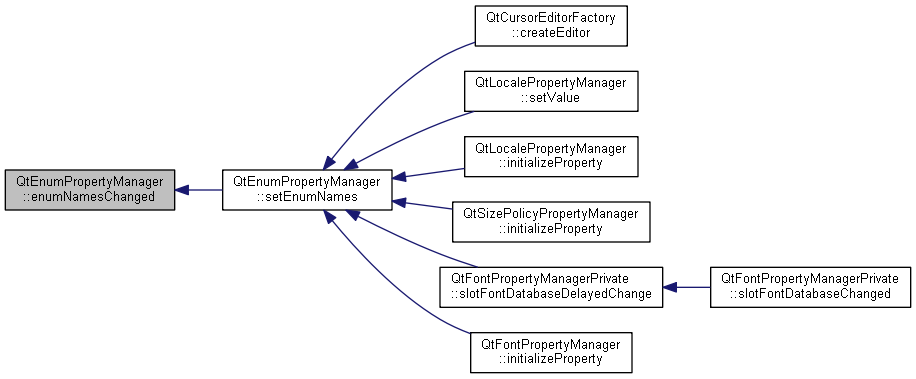 QtEnumPropertyManager
::enumNamesChanged
QtEnumPropertyManager
::setEnumNames
QtCursorEditorFactory
::createEditor
QtLocalePropertyManager
::setValue
QtLocalePropertyManager
::initializeProperty
QtSizePolicyPropertyManager
::initializeProperty
QtFontPropertyManagerPrivate
::slotFontDatabaseDelayedChange
QtFontPropertyManagerPrivate
::slotFontDatabaseChanged
QtFontPropertyManager
::initializeProperty